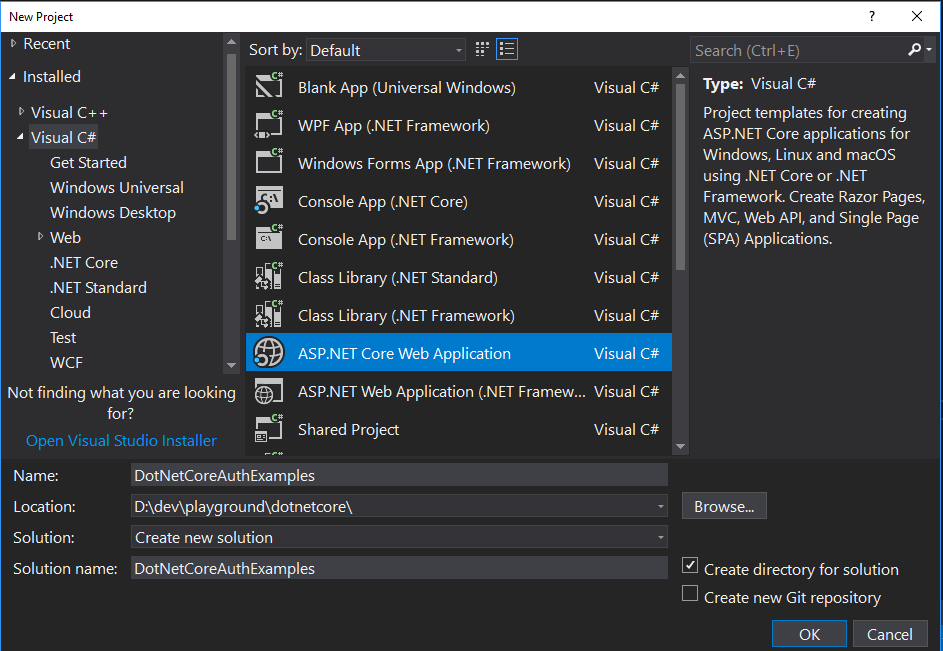 New Project
?
Recent
Installed
Visual C++
Visual C#
Get Started
Windows Universal
Windows Desktop
Web
.NET Core
.NET Standard
Cloud
Test
WCF
Not finding what you are looking
for?
Open Visual Studio Installer
Sort by: Default
Blank App (Universal Windows) Visual C#
WPF App (.NET Framework) Visual C#
Windows Forms App (.NET Framework) Visual C#
Console App (.NET Core) Visual C#
Console App (.NET Framework) Visual C#
Class Library (.NET Standard) Visual C#
Class Library (.NET Framework) Visual C#
ASP.NET Core Web Application Visual C#
ASP.NET Web Application (.NET Framew... Visual C#
Shared Project Visual C#
Search (Ctrl+E)
Type: Visual C#
Project templates for creating
ASP.NET Core applications for
Windows, Linux and macOS
using .NET Core or .NET
Framework. Create Razor Pages,
MVC, Web API, and Single Page
(SPA) Applications.
Name: DotNetCoreAuthExamples
Location: D:\dev\playground\dotnetcore\ Browse...
Solution: Create new solution
Solution name: DotNetCoreAuthExamples
Create directory for solution
Create new Git repository
OK Cancel